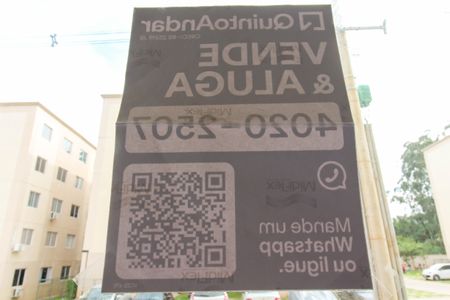 QuintoAndar
VENDE
& ALUGA
4020-2507
Mande um
Whatsapp
ou ligue.